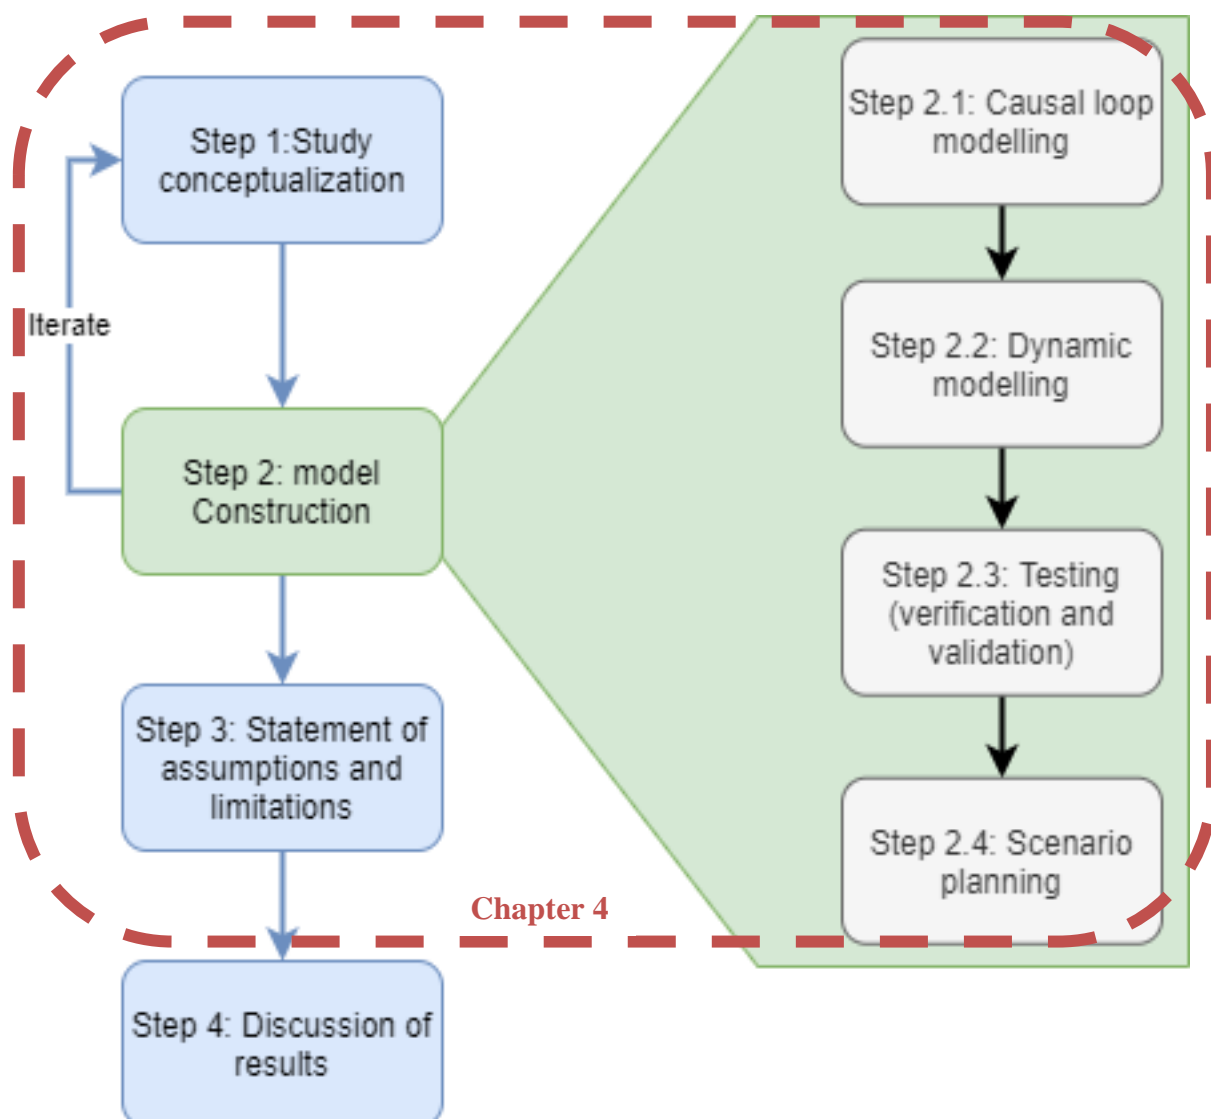 Step 1:Study
conceptualization
Iterate
Step 2: model
Construction
Step 3: Statement of
assumptions and
limitations
Step 4: Discussion of
results
Chapter 4
Step 2.1: Causal loop
modelling
Step 2.2: Dynamic
modelling
Step 2.3: Testing
(verification and
validation)
Step 2.4: Scenario
planning